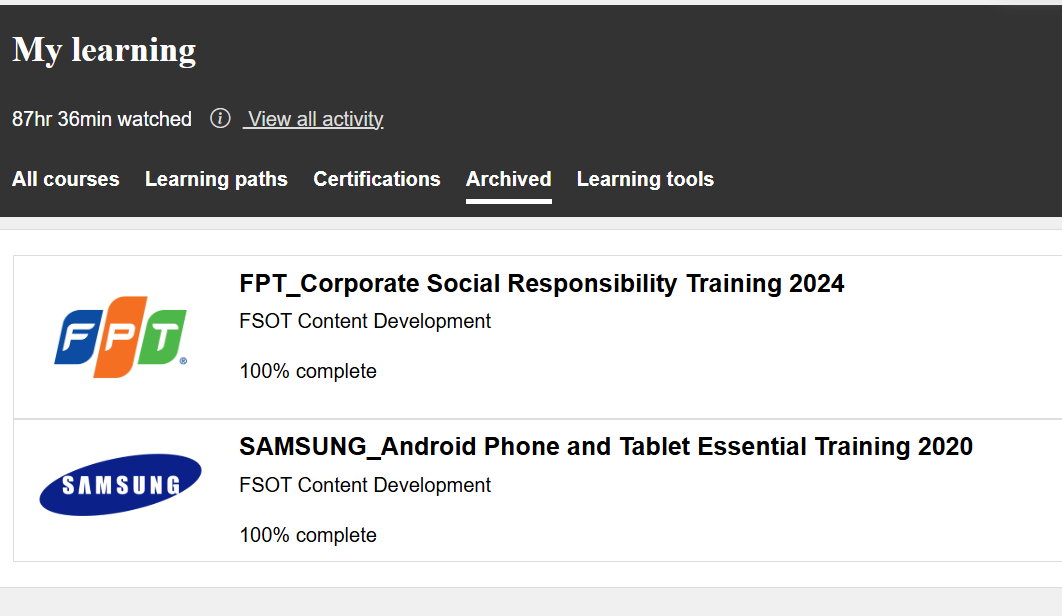 My learning
87hr 36min watched i View all activity
All courses Learning paths Certifications Archived Learning tools
FPT_Corporate Social Responsibility Training 2024
FPT®
FSOT Content Development
100% complete
SAMSUNG_Android Phone and Tablet Essential Training 2020
SAMSUNG
FSOT Content Development
100% complete